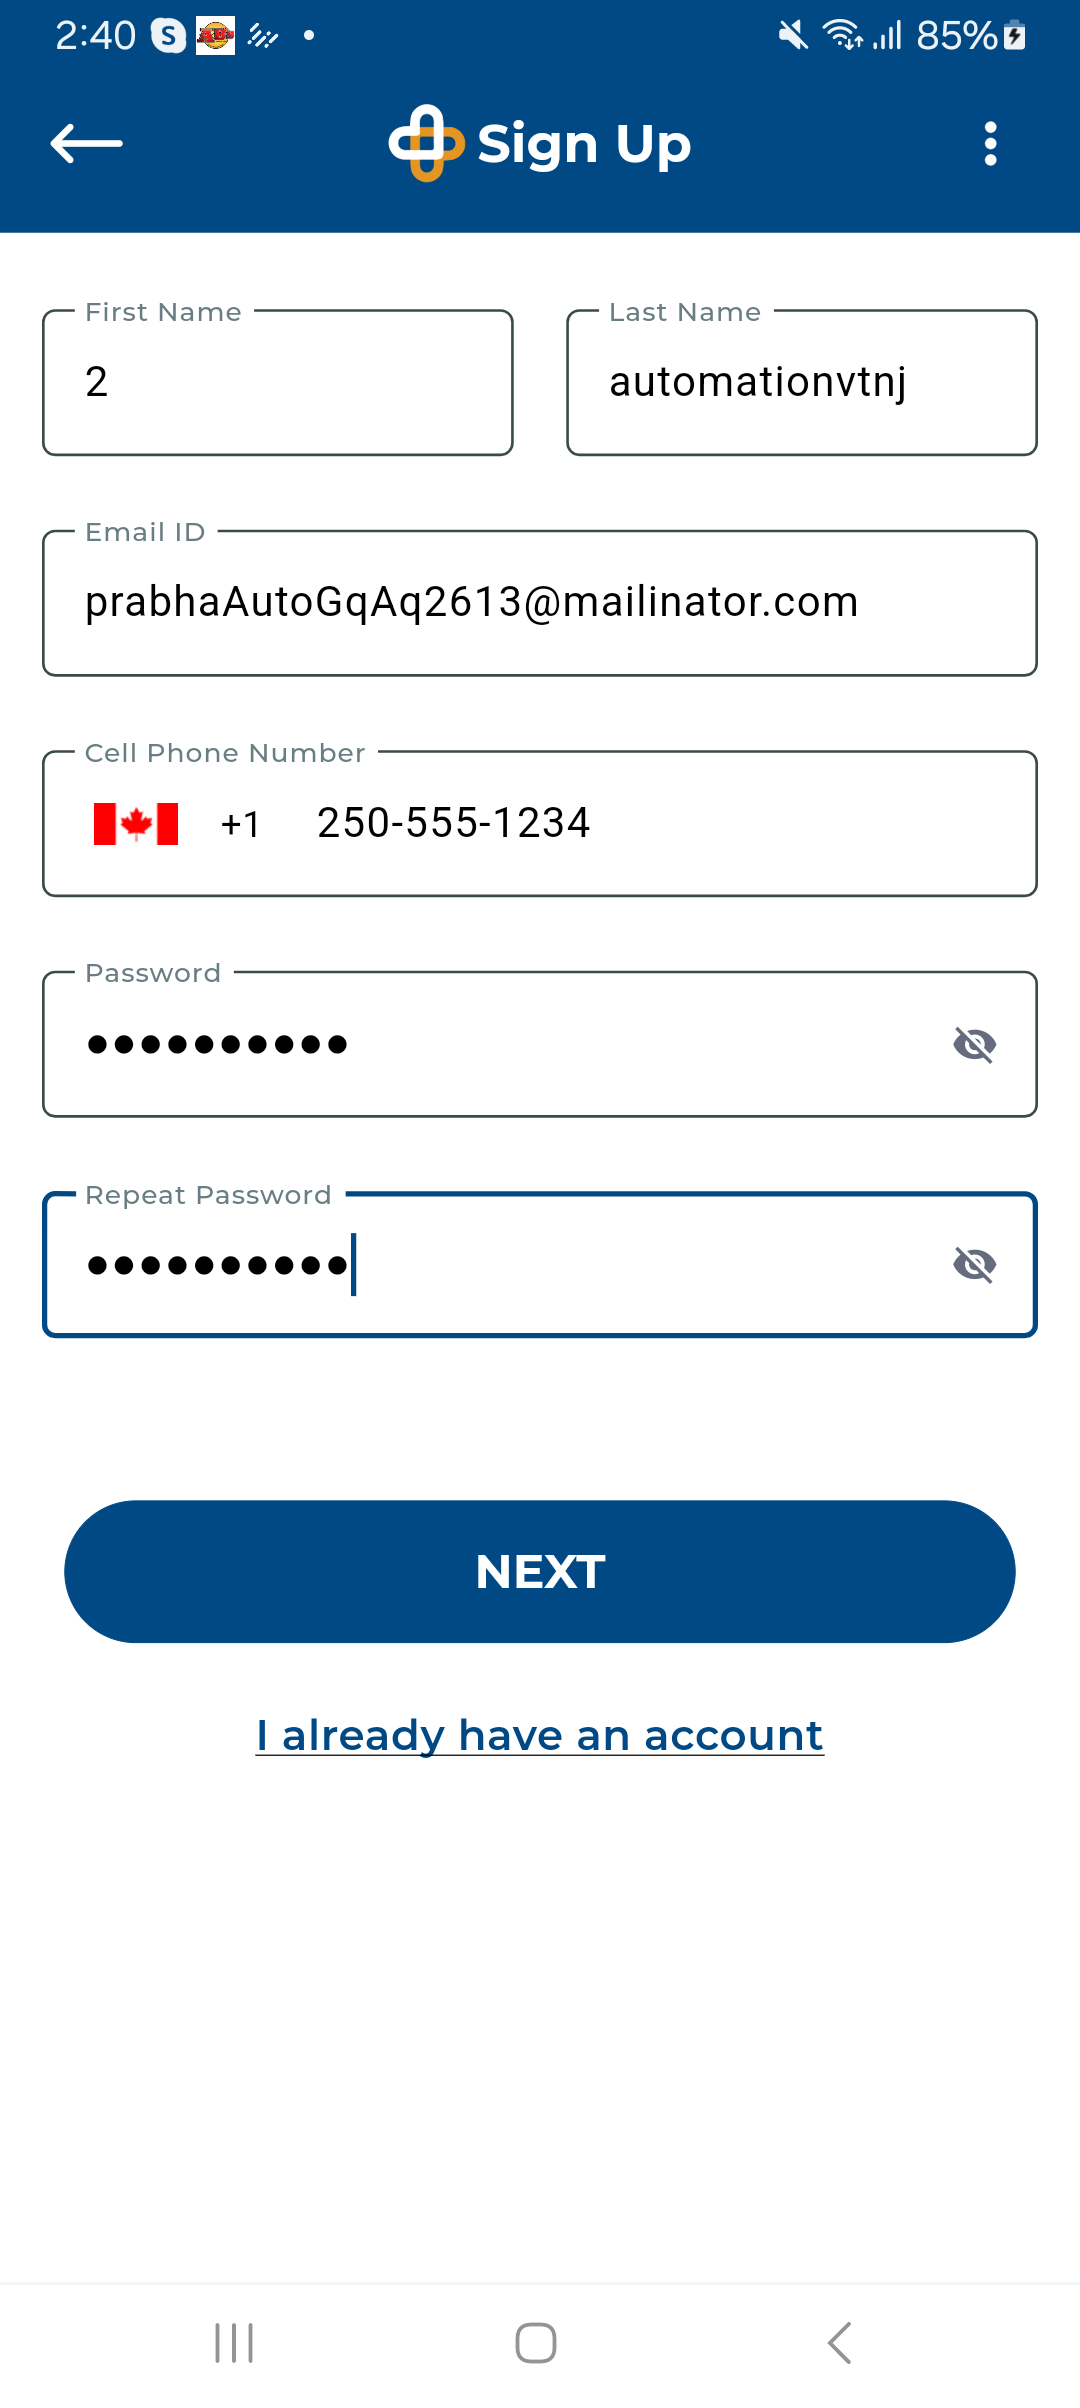 2:40
85%
Sign Up
First Name
Last Name
2
automationvtnj
Email ID
prabhaAutoGqAq2613@mailinator.com
Cell Phone Number
+1 250-555-1234
Password
••••••••••
Repeat Password
••••••••••
NEXT
I already have an account